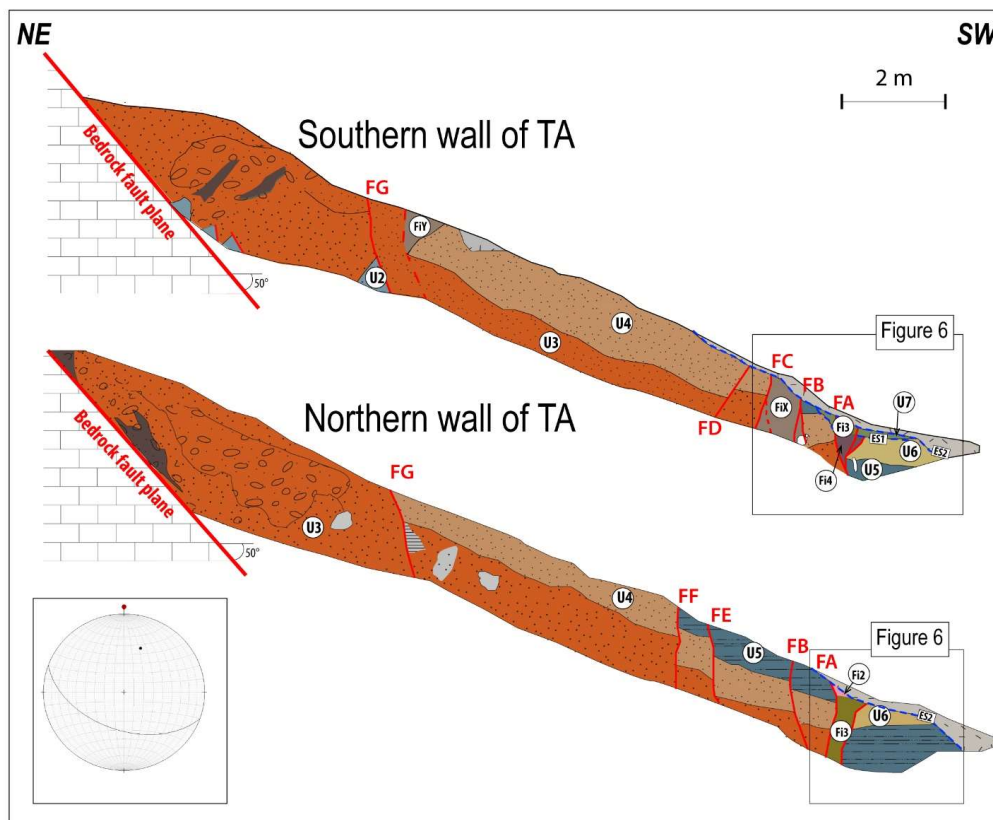 NE
SW
2 m
Southern wall of TA
Bedrock fault plane
FG
FiY
U2
50°
U4
U3
Figure 6
FC
FB
FiX
FA
U7
Fi3
FD
ES1
U6
ES2
U5
Fi4
Northern wall of TA
Bedrock fault plane
FG
U3
50°
U4
FF
FE
U5
Figure 6
FB
FA
Fi2
U6
ES2
Fi3